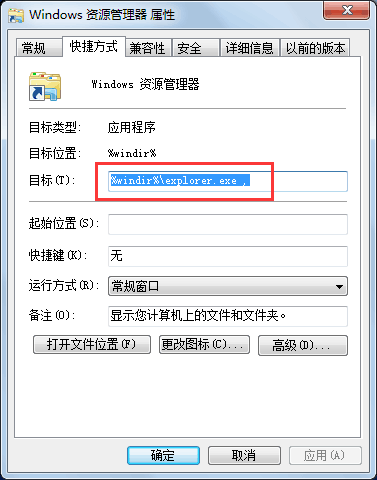 Windows 资源管理器 属性
常规 快捷方式 兼容性 安全 详细信息 以前的版本
Windows 资源管理器
目标类型: 应用程序
目标位置: %windir%
目标(T): %windir%\explorer.exe ,
起始位置(S):
快捷键(K): 无
运行方式(R): 常规窗口
备注(O): 显示您计算机上的文件和文件夹。
打开文件位置(F) 更改图标(C)... 高级(D)...
确定 取消 应用(A)